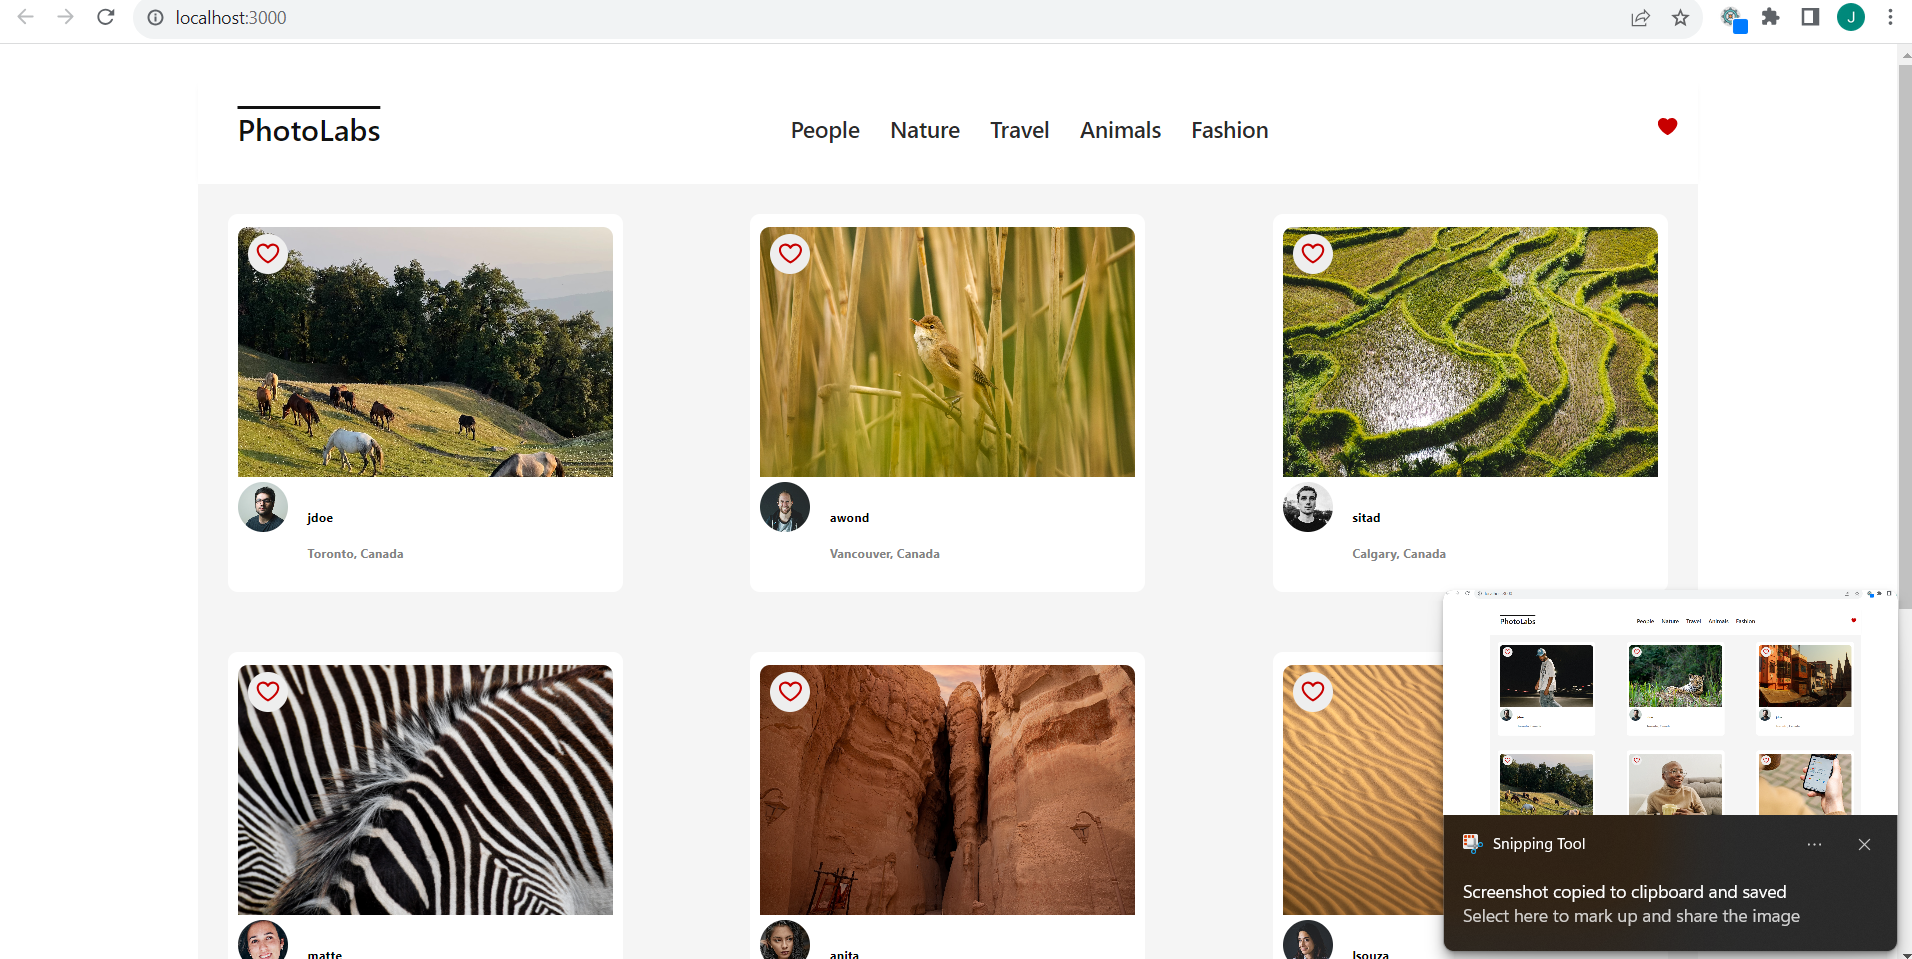 localhost:3000
J
PhotoLabs
People Nature Travel Animals Fashion
jdoe
Toronto, Canada
awond
Vancouver, Canada
sitad
Calgary, Canada
matte
anita
lsouza
PhotoLabs
People Nature Travel Animals Fashion
Snipping Tool
Screenshot copied to clipboard and saved
Select here to mark up and share the image